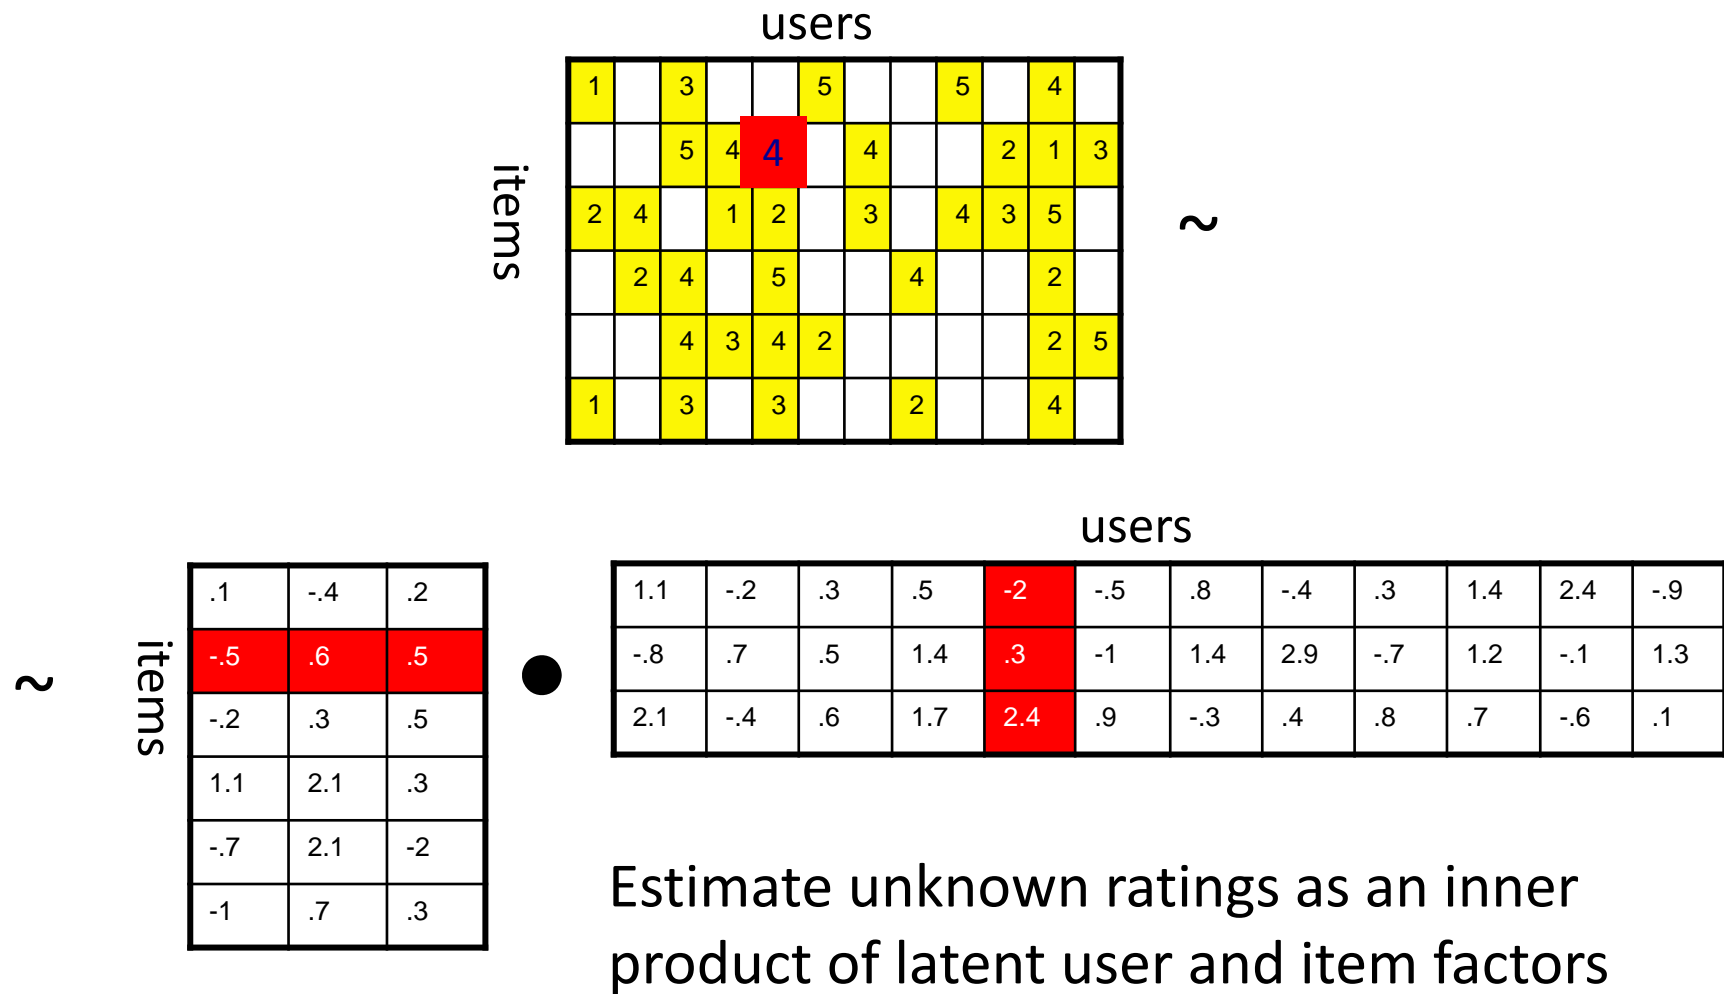 users
1 3 5 5 4
items
5 4 4 4 2 1 3
2 4 1 2 3 4 3 5
~
2 4 5 4 2
4 3 4 2 2 5
1 3 3 2 4
users
~
items
.1 -.4 .2
-.5 .6 .5
-.2 .3 .5
1.1 2.1 .3
-.7 2.1 -2
-1 .7 .3
1.1 -.2 .3 .5 -2 -.5 .8 -.4 .3 1.4 2.4 -.9
-.8 .7 .5 1.4 .3 -1 1.4 2.9 -.7 1.2 -.1 1.3
2.1 -.4 .6 1.7 2.4 .9 -.3 .4 .8 .7 -.6 .1
Estimate unknown ratings as an inner
product of latent user and item factors